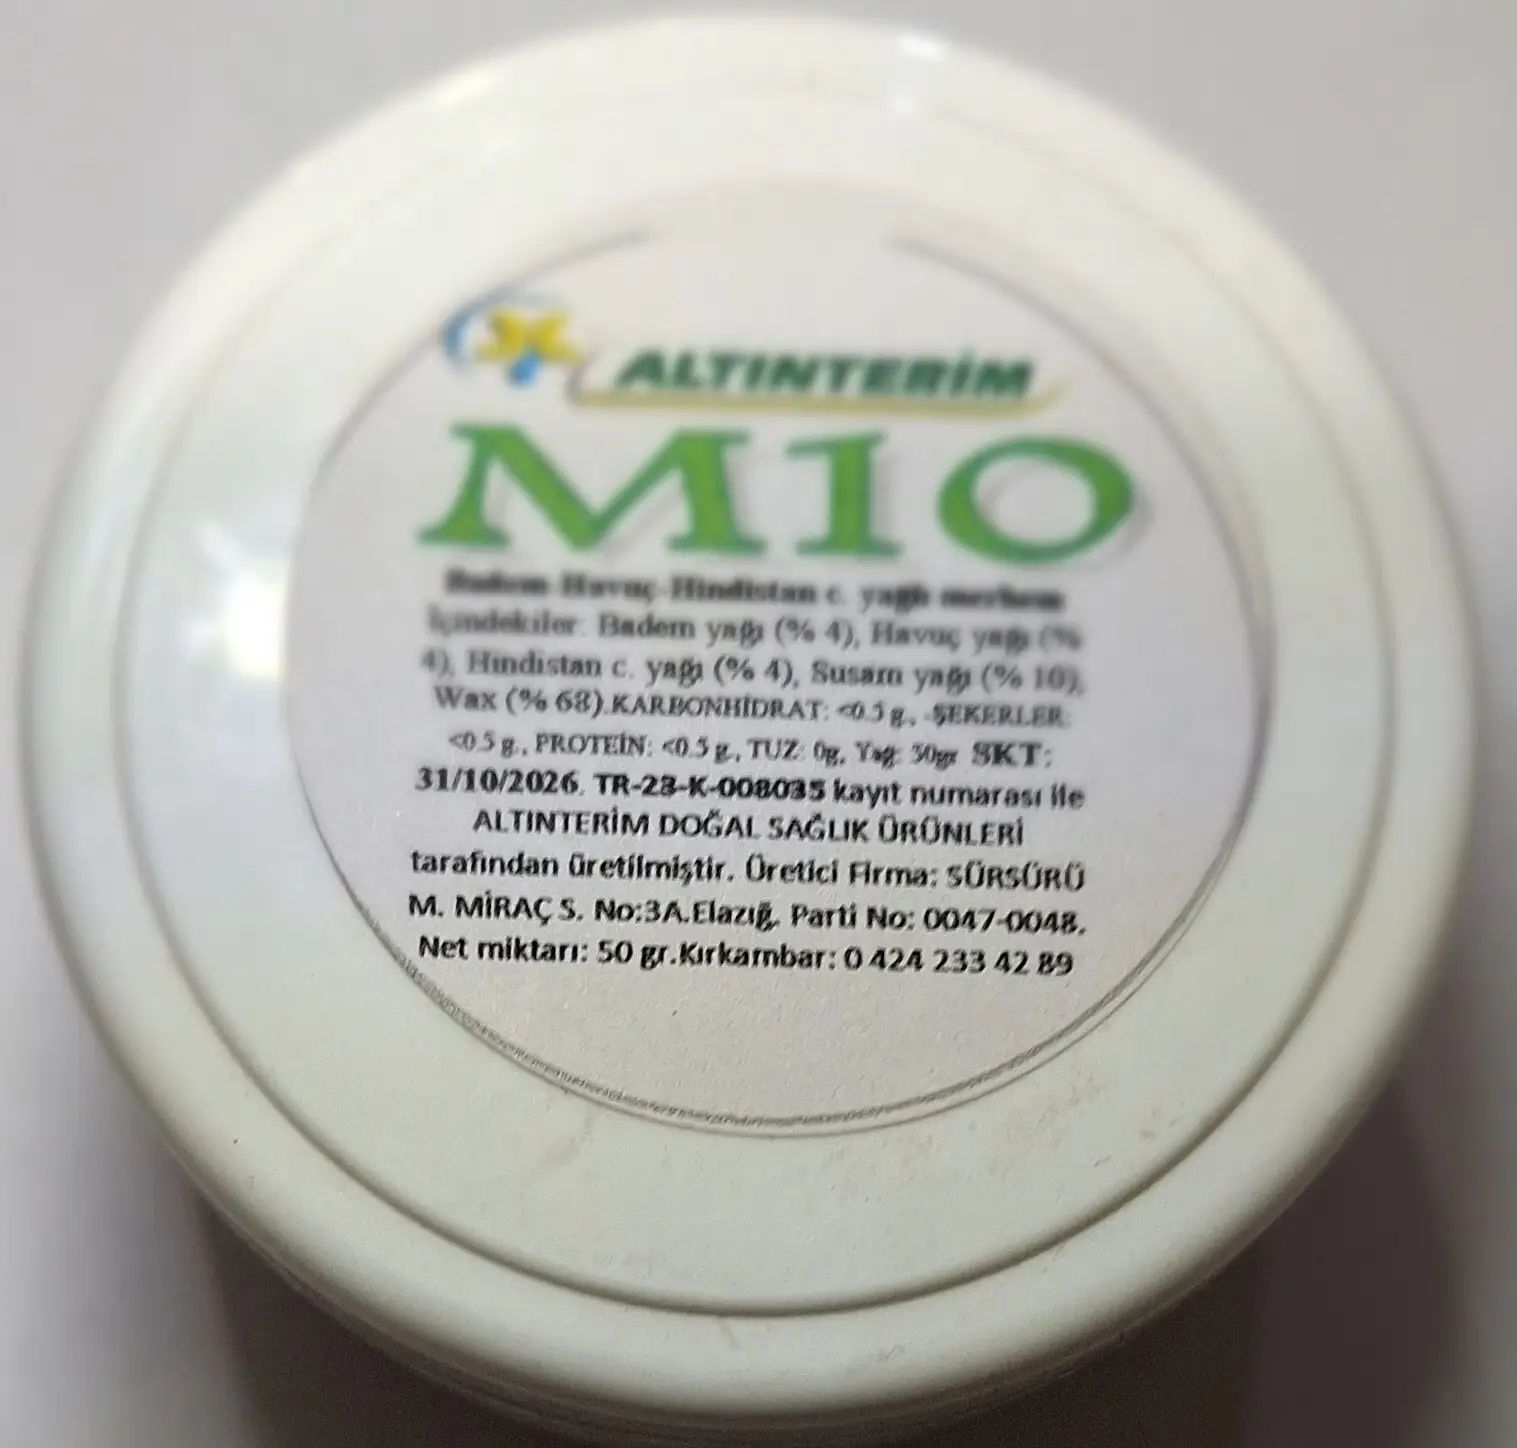 ALTINTERİM
M10
Badem-Havuç-Hindistan c. yağlı merhem
İçindekiler: Badem yağı (% 4), Havuç yağı (%
4), Hindistan c. yağı (% 4), Susam yağı (% 10),
Wax (% 68).KARBONHİDRAT: <0.5 g., -ŞEKERLER:
<0.5 g., PROTEİN: <0.5 g., TUZ: 0g, Yağ: 50gr SKT:
31/10/2026. TR-23-K-008035 kayıt numarası ile
ALTINTERİM DOĞAL SAĞLIK ÜRÜNLERİ
tarafından üretilmiştir. Üretici Firma: SÜRSÜRÜ
M. MİRAÇ S. No:3A.Elazığ. Parti No: 0047-0048.
Net miktarı: 50 gr.Kırkambar: 0 424 233 42 89